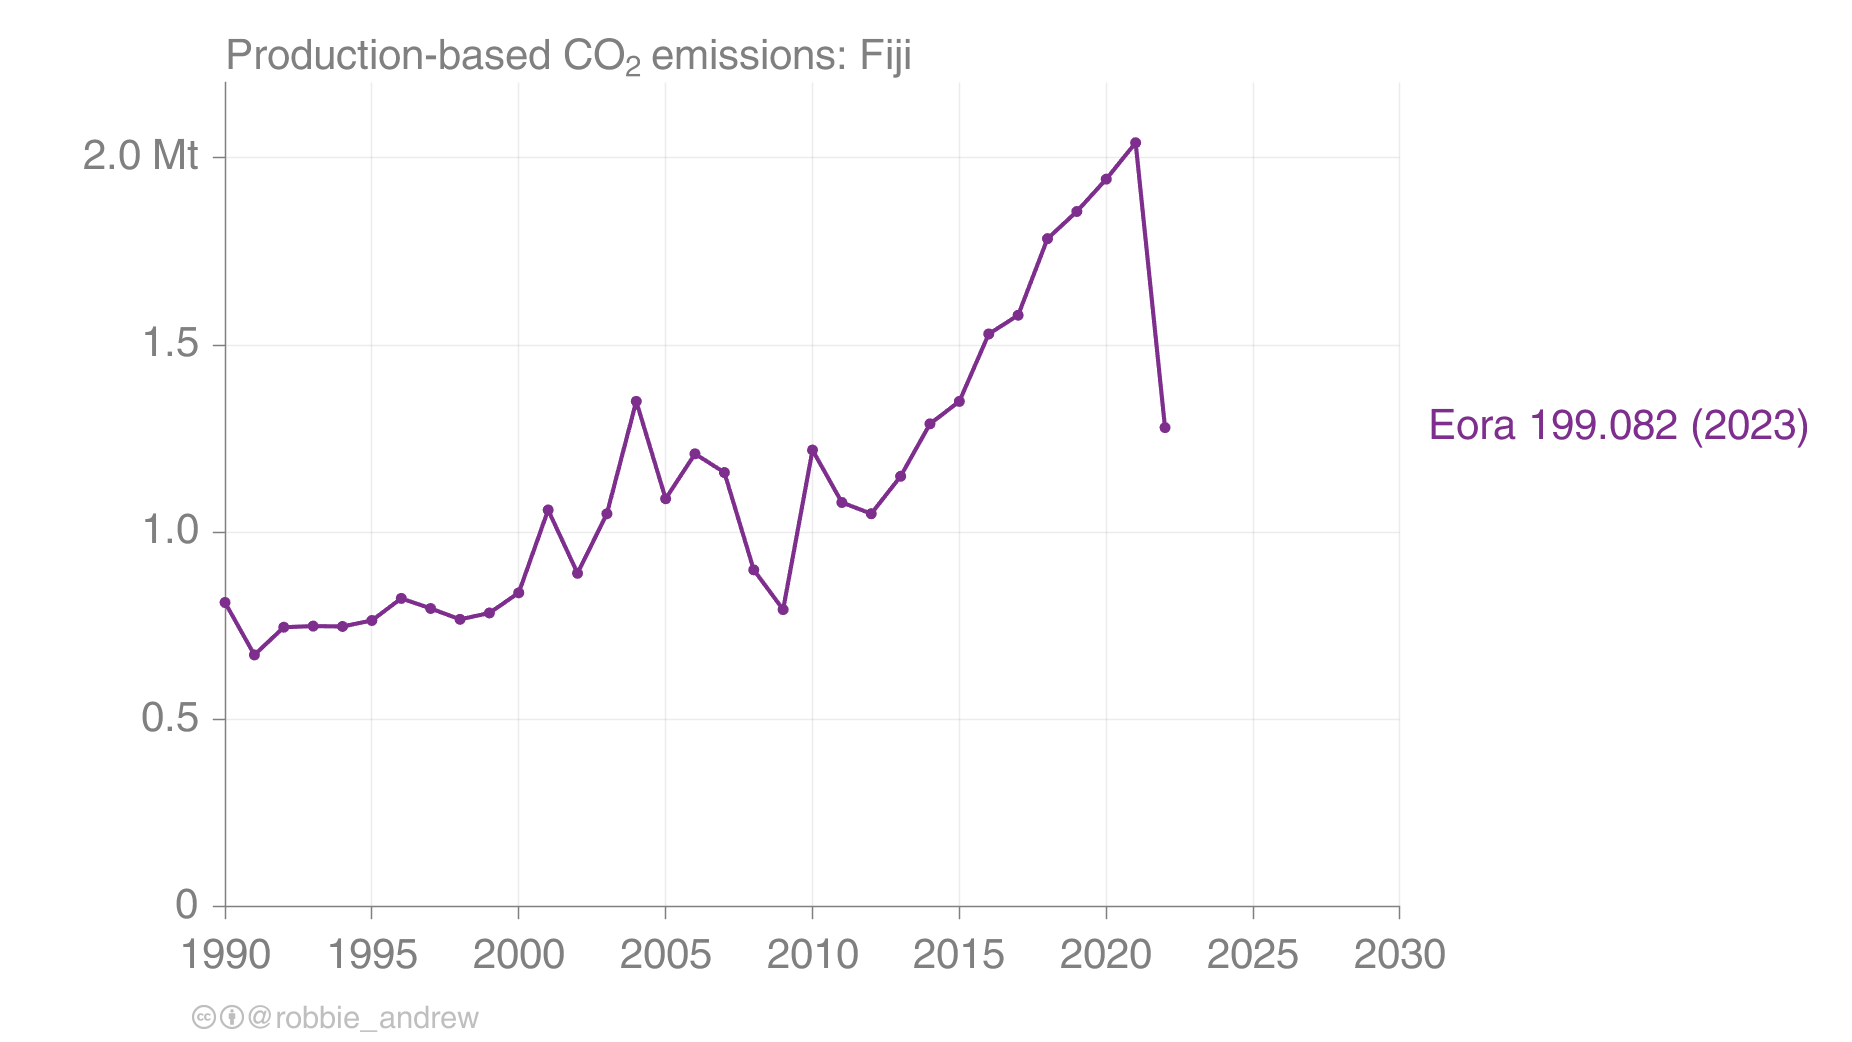 Production-based CO₂ emissions: Fiji
2.0 Mt
1.5
1.0
0.5
0
1990 1995 2000 2005 2010 2015 2020 2025 2030
Eora 199.082 (2023)
cc @robbie_andrew